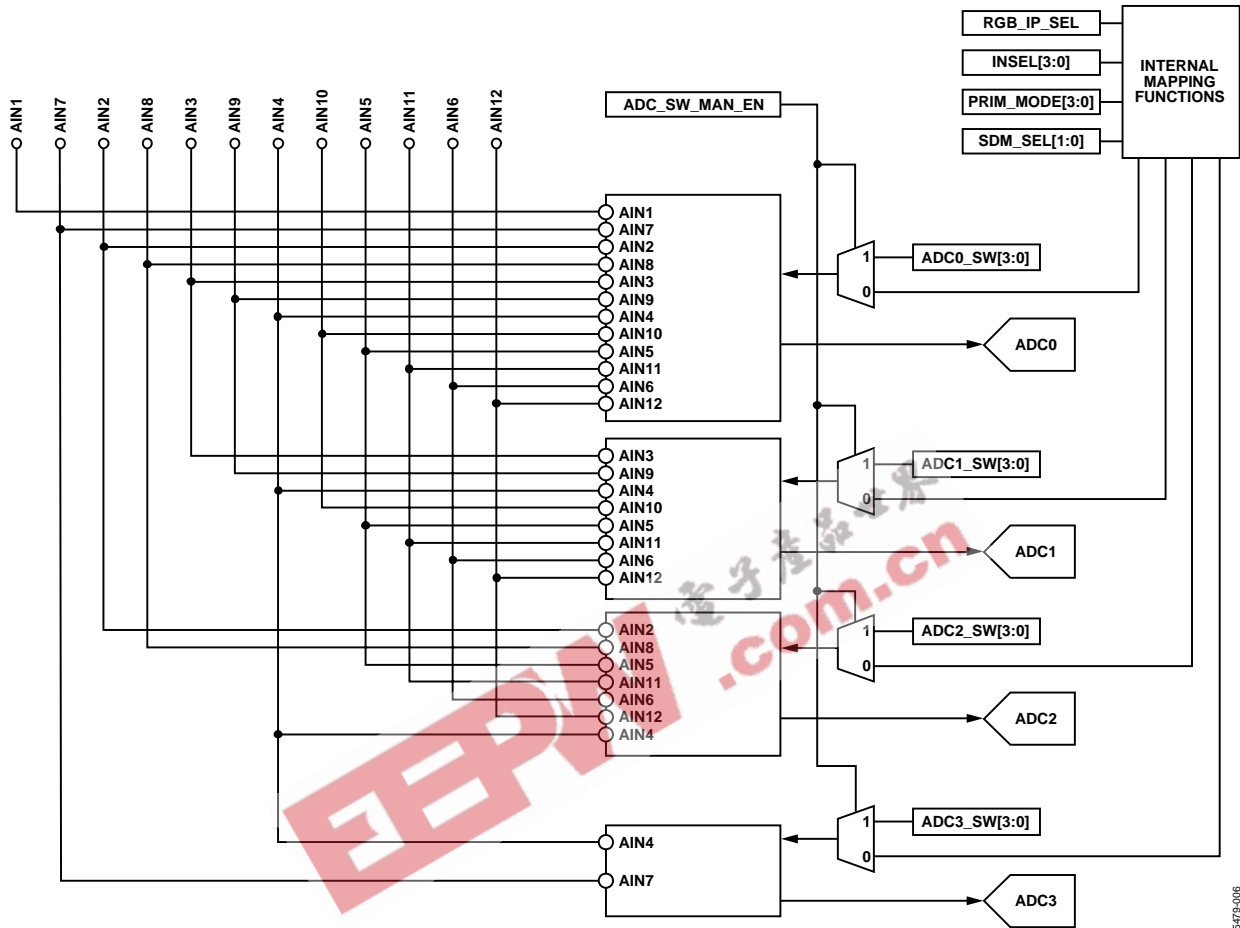 RGB_IP_SEL
INSEL[3:0]
PRIM_MODE[3:0]
SDM_SEL[1:0]
INTERNAL
MAPPING
FUNCTIONS
AIN1
AIN7
AIN2
AIN8
AIN3
AIN9
AIN4
AIN10
AIN5
AIN11
AIN6
AIN12
ADC_SW_MAN_EN
AIN1
AIN7
AIN2
AIN8
AIN3
AIN9
AIN4
AIN10
AIN5
AIN11
AIN6
AIN12
1
0
ADC0_SW[3:0]
ADC0
AIN3
AIN9
AIN4
AIN10
AIN5
AIN11
AIN6
AIN12
1
0
ADC1_SW[3:0]
ADC1
AIN2
AIN8
AIN5
AIN11
AIN6
AIN12
AIN4
1
0
ADC2_SW[3:0]
ADC2
AIN4
AIN7
1
0
ADC3_SW[3:0]
ADC3
EEPW
.com.cn
電子產品世界